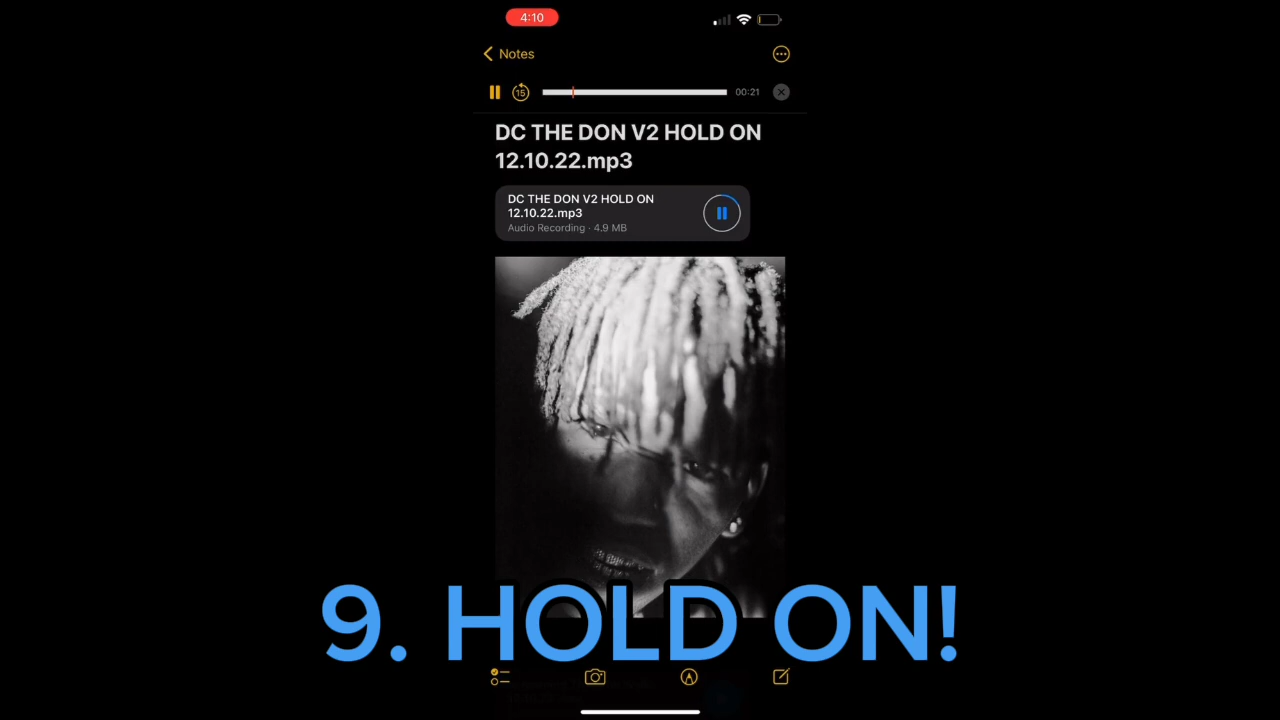 4:10
Notes
15
00:21
DC THE DON V2 HOLD ON
12.10.22.mp3
DC THE DON V2 HOLD ON
12.10.22.mp3
Audio Recording · 4.9 MB
9. HOLD ON!